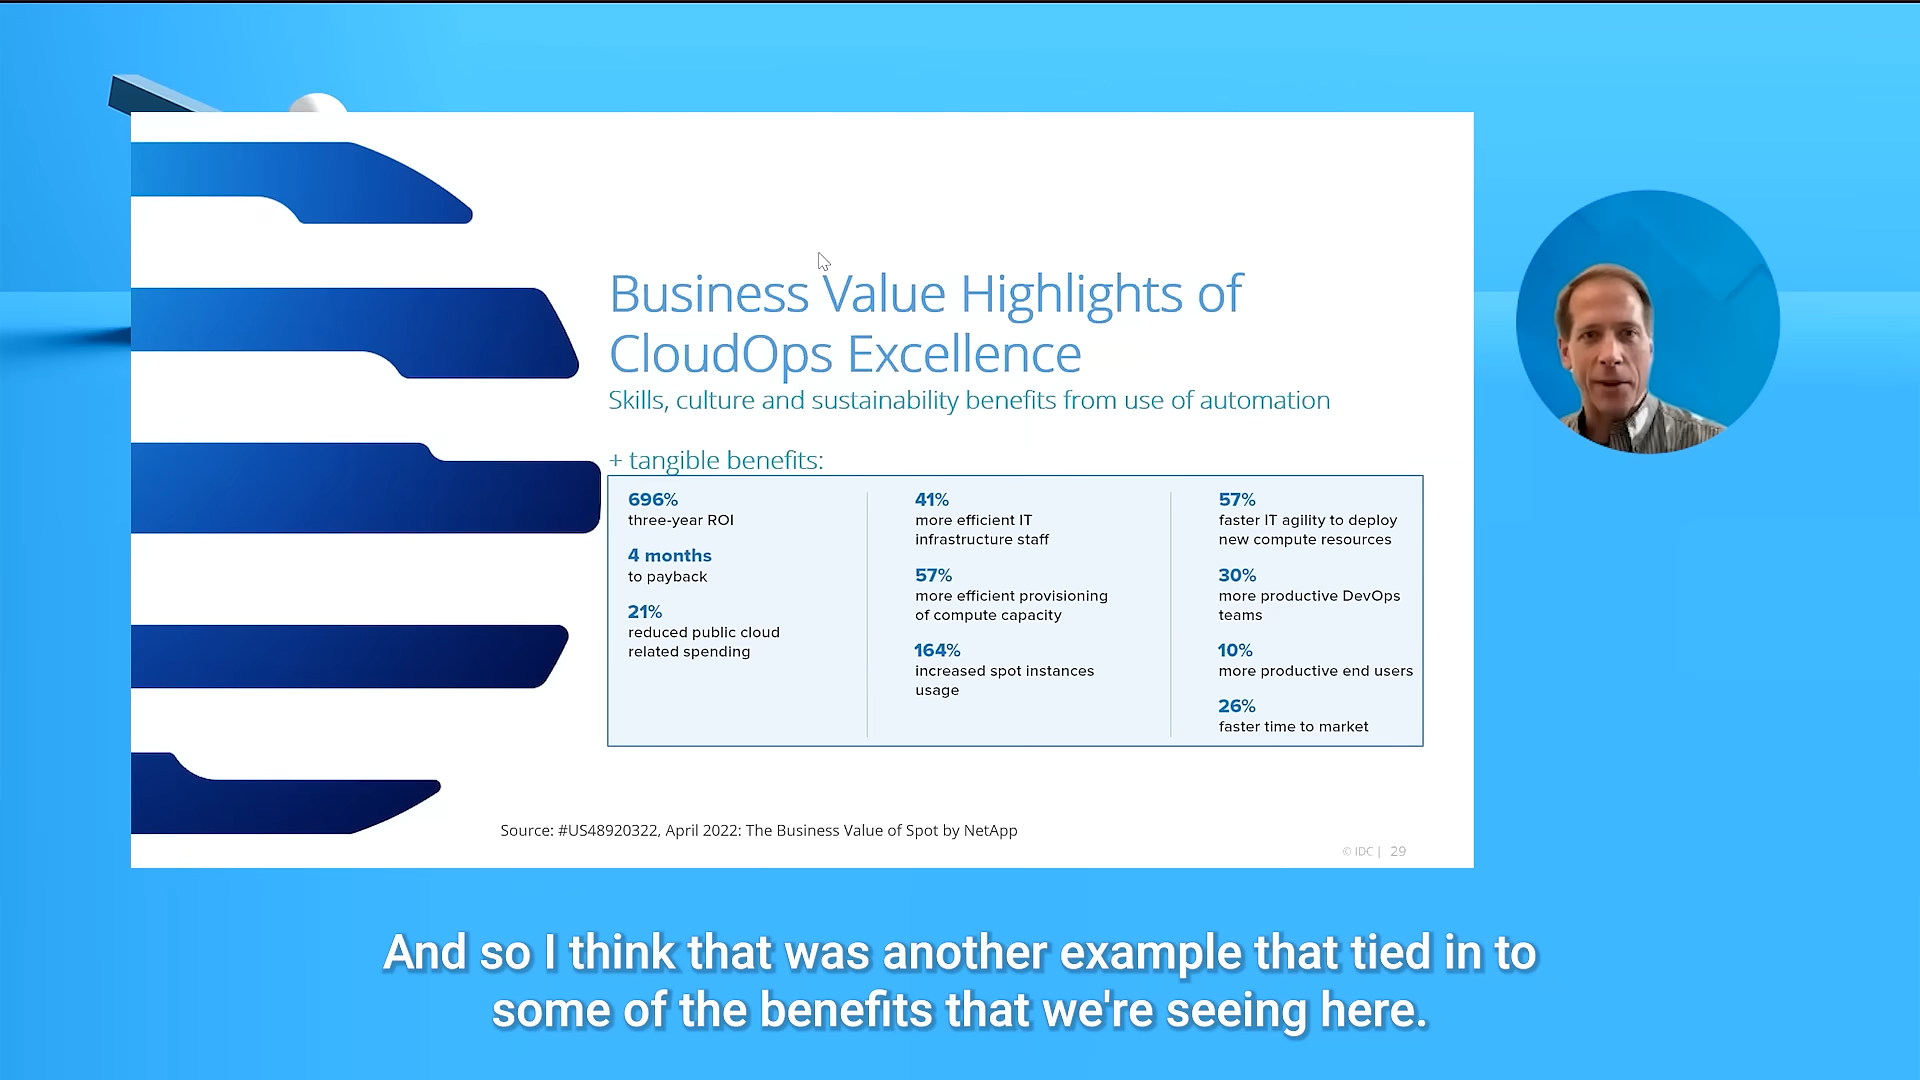 Business Value Highlights of
CloudOps Excellence
Skills, culture and sustainability benefits from use of automation
+ tangible benefits:
696%
three-year ROI
4 months
to payback
21%
reduced public cloud
related spending
41%
more efficient IT
infrastructure staff
57%
more efficient provisioning
of compute capacity
164%
increased spot instances
usage
57%
faster IT agility to deploy
new compute resources
30%
more productive DevOps
teams
10%
more productive end users
26%
faster time to market
Source: #US48920322, April 2022: The Business Value of Spot by NetApp
© IDC | 29
And so I think that was another example that tied in to
some of the benefits that we're seeing here.